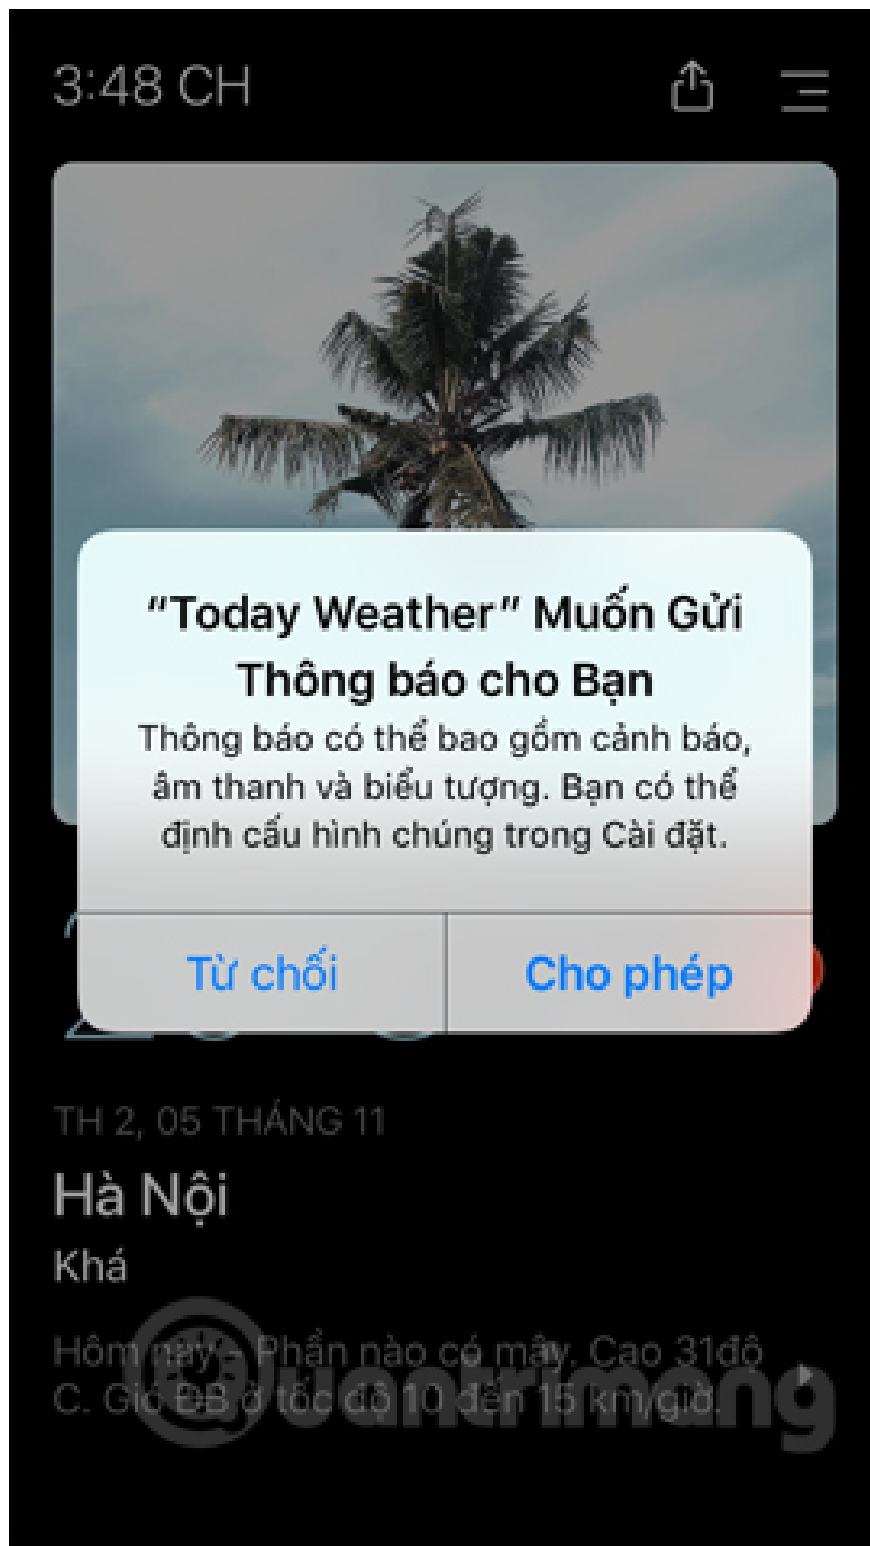 3:48 CH
“Today Weather” Muốn Gửi
Thông báo cho Bạn
Thông báo có thể bao gồm cảnh báo,
âm thanh và biểu tượng. Bạn có thể
định cấu hình chúng trong Cài đặt.
Từ chối
Cho phép
TH 2, 05 THÁNG 11
Hà Nội
Khá
Hôm nay - Phần nào có mây. Cao 31độ
C. Gió ĐB ở tốc độ 10 đến 15 km/giờ.
Quantrimang